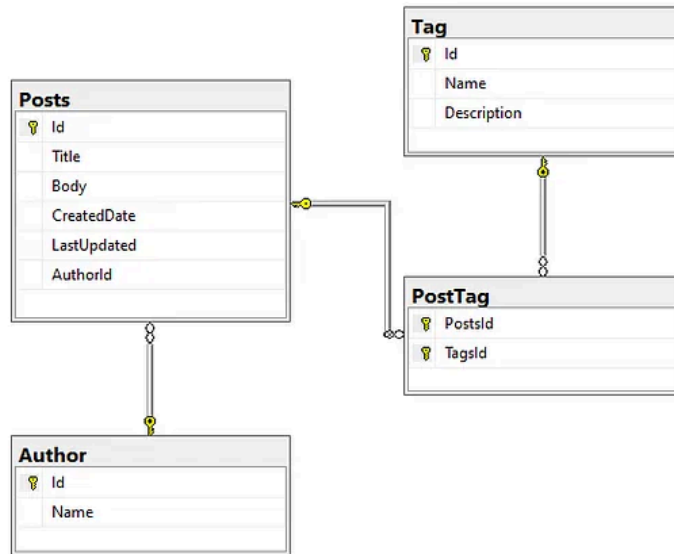 Tag
Id
Name
Description
Posts
Id
Title
Body
CreatedDate
LastUpdated
AuthorId
PostTag
PostsId
TagsId
Author
Id
Name